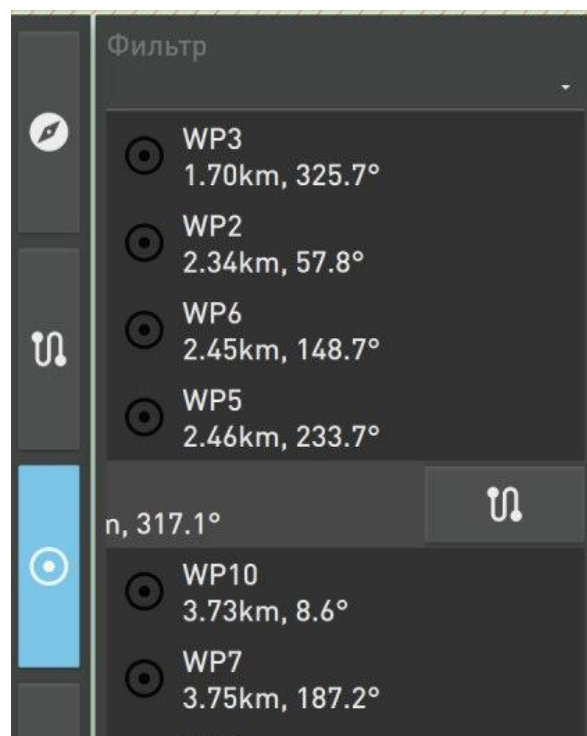 Фильтр
WP3
1.70km, 325.7°
WP2
2.34km, 57.8°
WP6
2.45km, 148.7°
WP5
2.46km, 233.7°
m, 317.1°
WP10
3.73km, 8.6°
WP7
3.75km, 187.2°